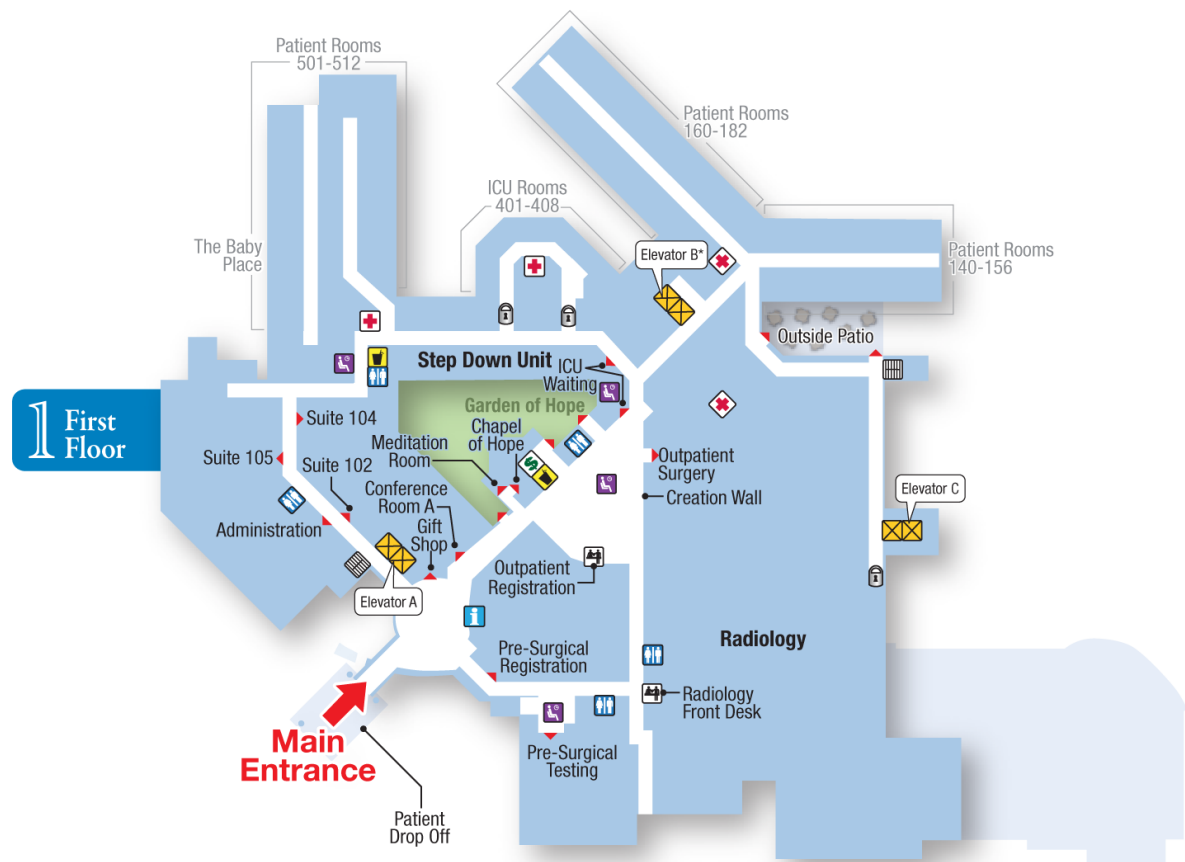 Patient Rooms
501-512
Patient Rooms
160-182
ICU Rooms
401-408
The Baby
Place
Elevator B*
Patient Rooms
140-156
Outside Patio
Step Down Unit
ICU
Waiting
Garden of Hope
Chapel
of Hope
Meditation
Room
1 First
Floor
Suite 104
Suite 105
Suite 102
Conference
Room A
Administration
Gift
Shop
$
Outpatient
Surgery
Creation Wall
Elevator C
Outpatient
Registration
Elevator A
i
Pre-Surgical
Registration
Radiology
Radiology
Front Desk
Main
Entrance
Pre-Surgical
Testing
Patient
Drop Off